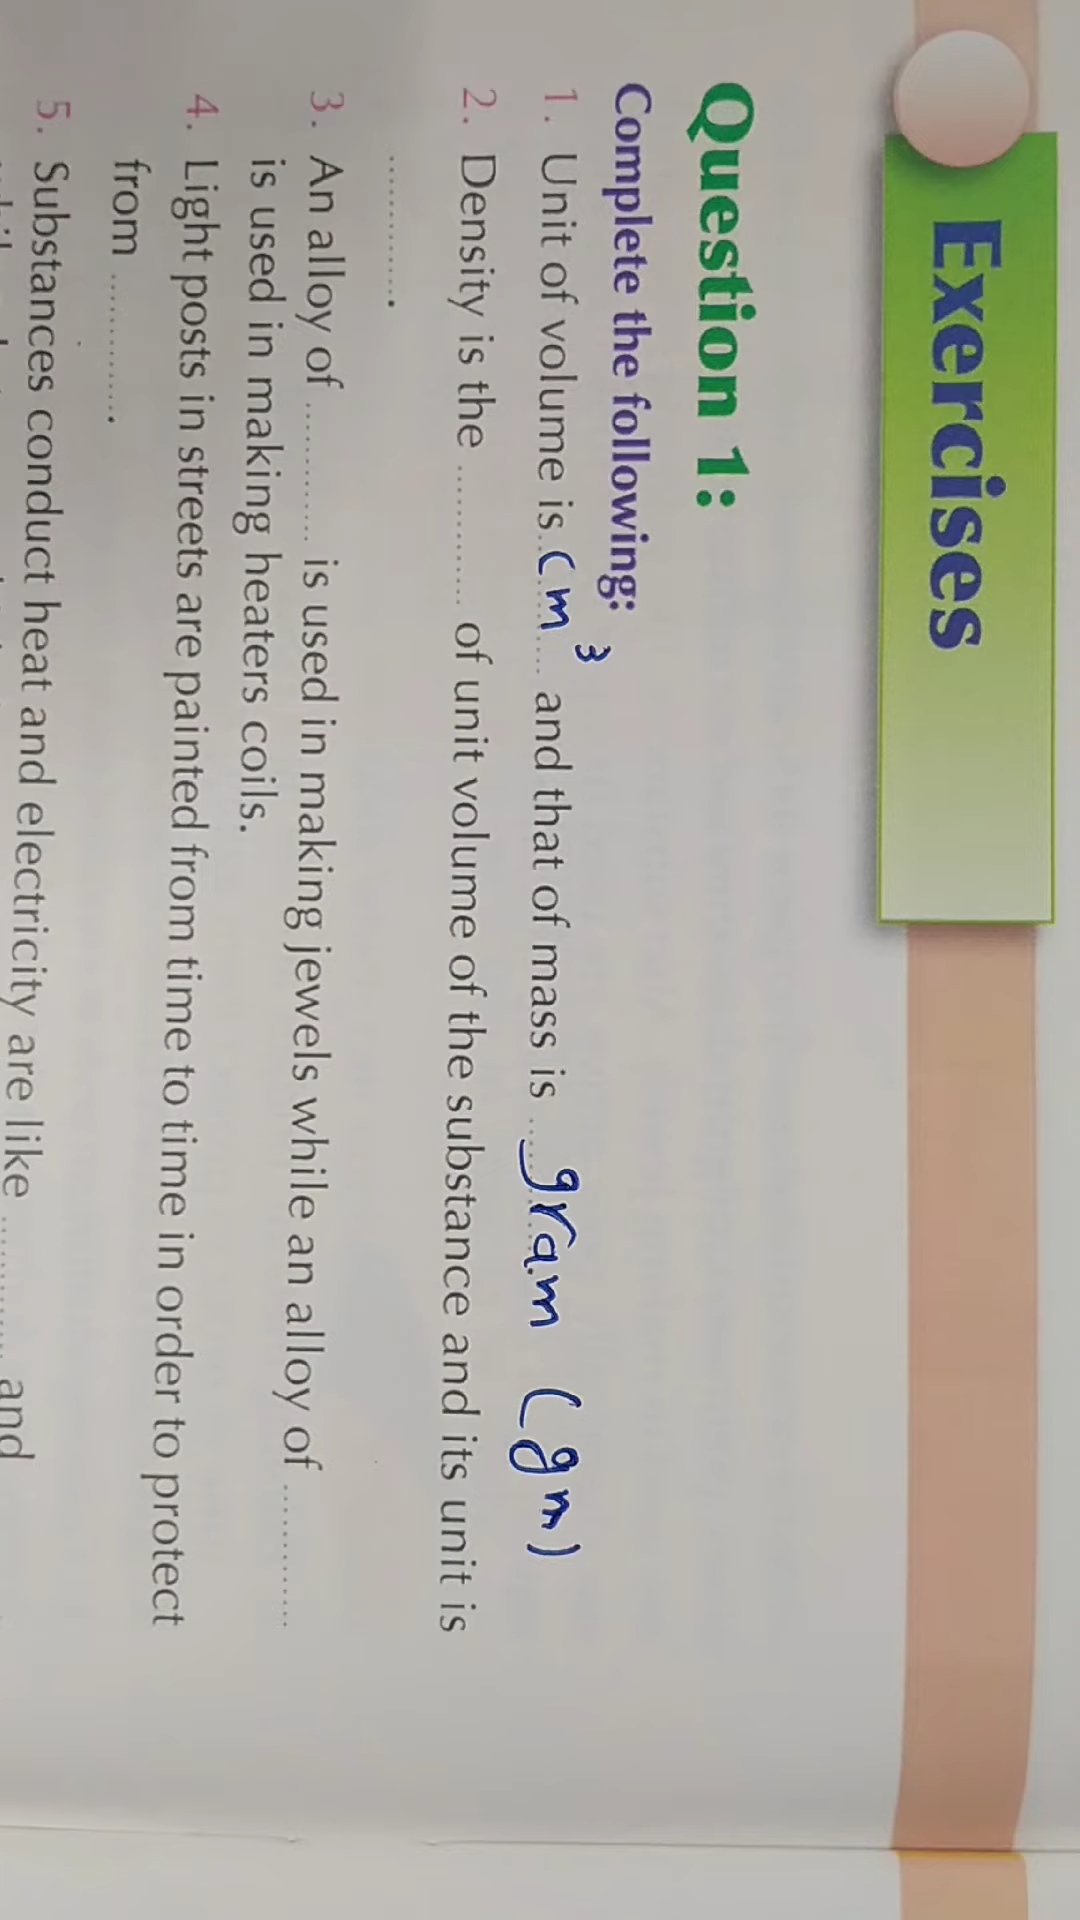 Exercises
Question 1:
Complete the following:
1. Unit of volume is..cm³.... and that of mass is ...gram (gm)
2. Density is the ............ of unit volume of the substance and its unit is
............
3. An alloy of ............ is used in making jewels while an alloy of ............
is used in making heaters coils.
4. Light posts in streets are painted from time to time in order to protect
from ............
5. Substances conduct heat and electricity are like ............ and